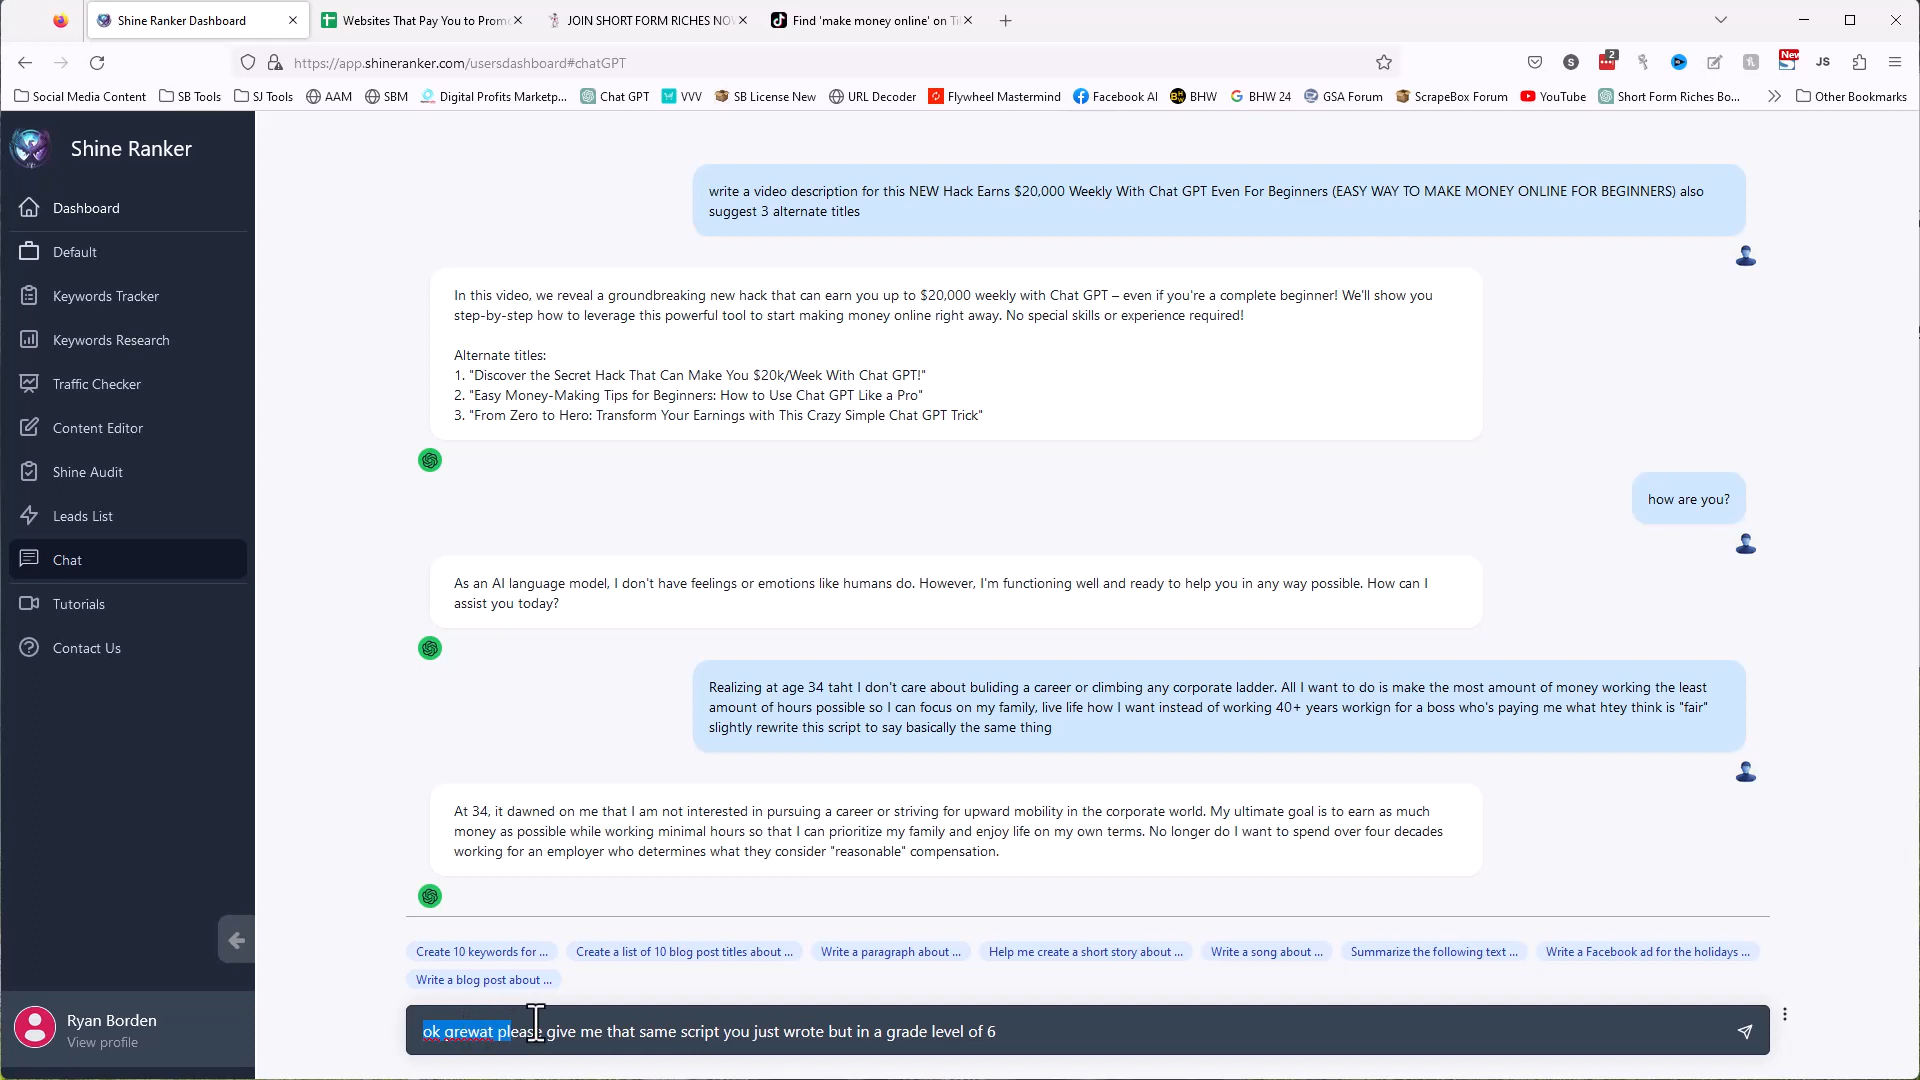 Shine Ranker Dashboard
Websites That Pay You to Promo
JOIN SHORT FORM RICHES NO
Find 'make money online' on Ti
https://app.shineranker.com/usersdashboard#chatGPT
S
2
New
JS
Social Media Content
SB Tools
SJ Tools
AAM
SBM
Digital Profits Marketp...
Chat GPT
VVV
SB License New
URL Decoder
Flywheel Mastermind
Facebook AI
BHW
BHW 24
GSA Forum
ScrapeBox Forum
YouTube
Short Form Riches Bo...
Other Bookmarks
Shine Ranker
Dashboard
Default
Keywords Tracker
Keywords Research
Traffic Checker
Content Editor
Shine Audit
Leads List
Chat
Tutorials
Contact Us
Ryan Borden
View profile
write a video description for this NEW Hack Earns $20,000 Weekly With Chat GPT Even For Beginners (EASY WAY TO MAKE MONEY ONLINE FOR BEGINNERS) also
suggest 3 alternate titles
In this video, we reveal a groundbreaking new hack that can earn you up to $20,000 weekly with Chat GPT – even if you're a complete beginner! We'll show you
step-by-step how to leverage this powerful tool to start making money online right away. No special skills or experience required!
Alternate titles:
1. "Discover the Secret Hack That Can Make You $20k/Week With Chat GPT!"
2. "Easy Money-Making Tips for Beginners: How to Use Chat GPT Like a Pro"
3. "From Zero to Hero: Transform Your Earnings with This Crazy Simple Chat GPT Trick"
how are you?
As an AI language model, I don't have feelings or emotions like humans do. However, I'm functioning well and ready to help you in any way possible. How can I
assist you today?
Realizing at age 34 taht I don't care about buliding a career or climbing any corporate ladder. All I want to do is make the most amount of money working the least
amount of hours possible so I can focus on my family, live life how I want instead of working 40+ years workign for a boss who's paying me what htey think is "fair"
slightly rewrite this script to say basically the same thing
At 34, it dawned on me that I am not interested in pursuing a career or striving for upward mobility in the corporate world. My ultimate goal is to earn as much
money as possible while working minimal hours so that I can prioritize my family and enjoy life on my own terms. No longer do I want to spend over four decades
working for an employer who determines what they consider "reasonable" compensation.
Create 10 keywords for ...
Create a list of 10 blog post titles about ...
Write a paragraph about ...
Help me create a short story about ...
Write a song about ...
Summarize the following text ...
Write a Facebook ad for the holidays ...
Write a blog post about ...
ok grewat please give me that same script you just wrote but in a grade level of 6